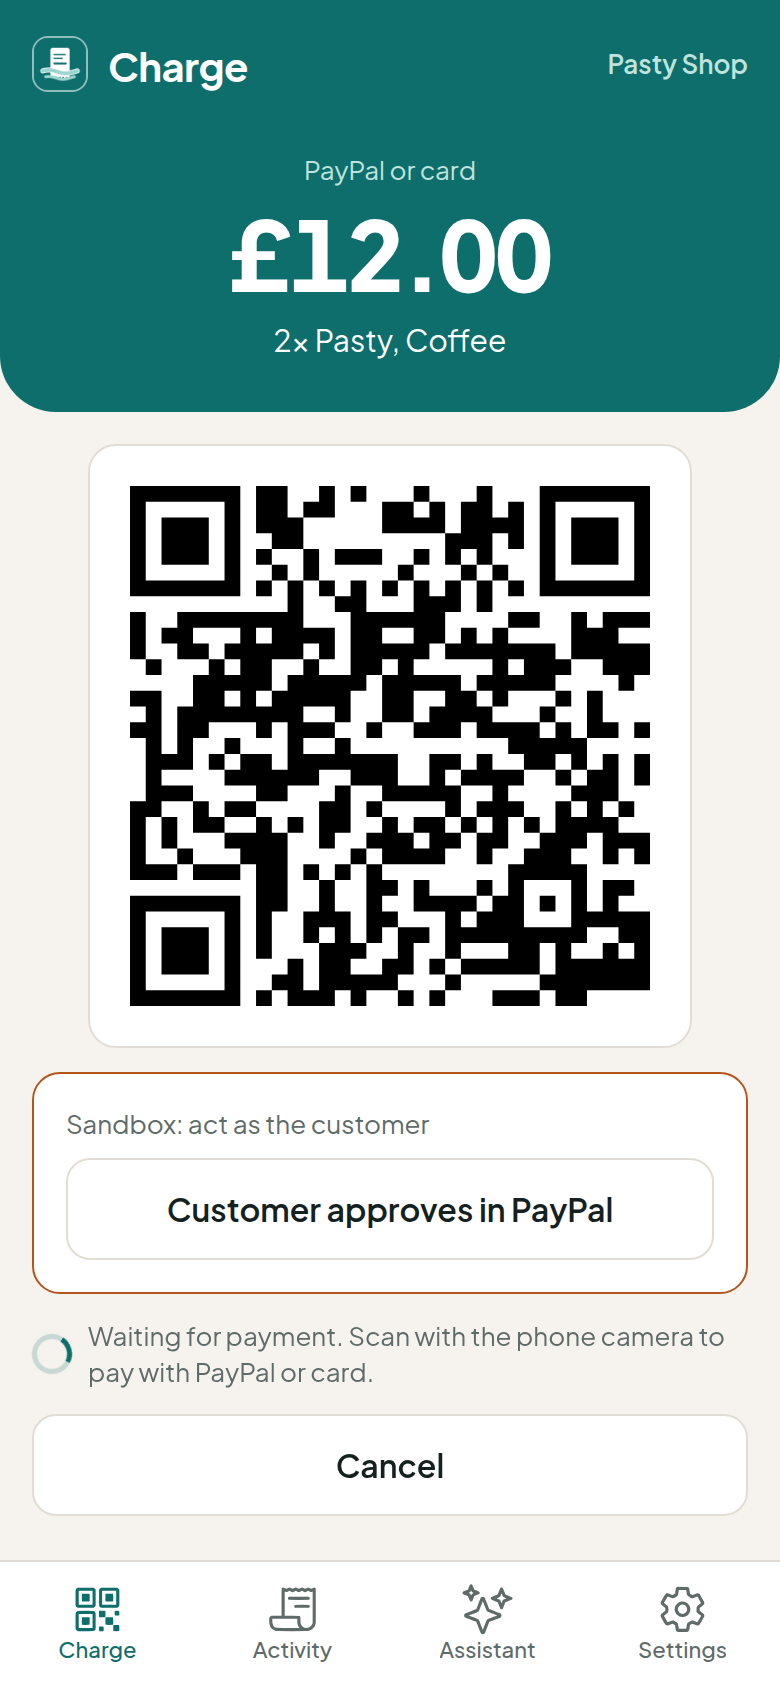 Charge
Pasty Shop
PayPal or card
£12.00
2× Pasty, Coffee
Sandbox: act as the customer
Customer approves in PayPal
Waiting for payment. Scan with the phone camera to
pay with PayPal or card.
Cancel
Charge
Activity
Assistant
Settings